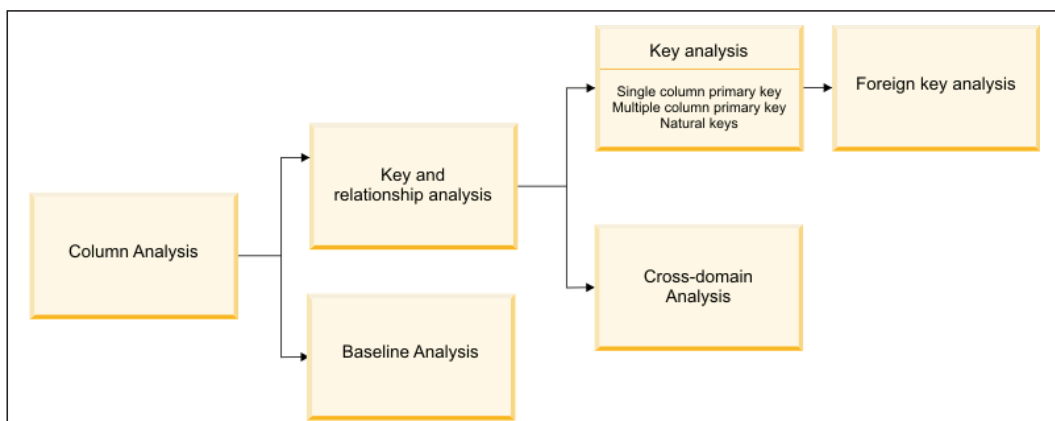 Key analysis
Single column primary key
Multiple column primary key
Natural keys
Foreign key analysis
Key and
relationship analysis
Column Analysis
Cross-domain
Analysis
Baseline Analysis